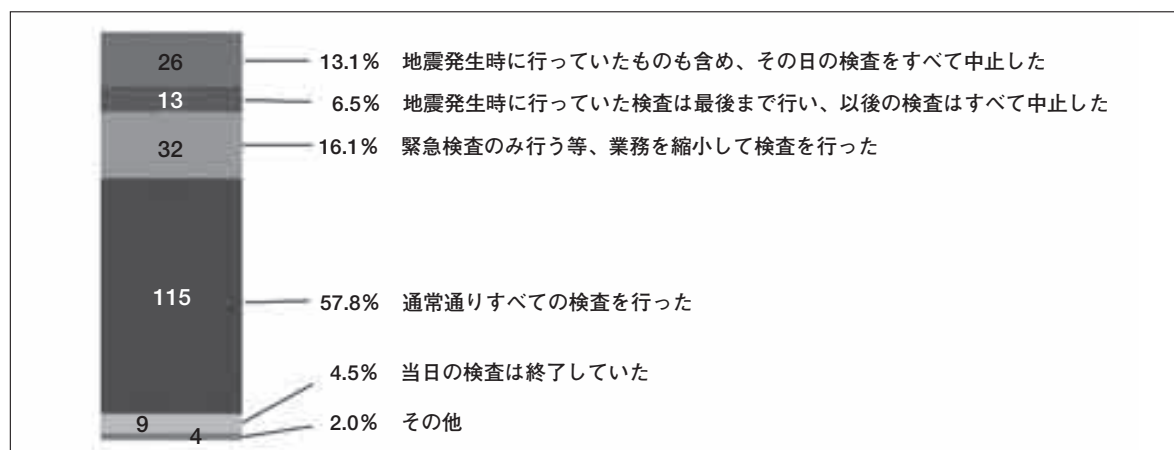 26 13.1% 地震発生時に行っていたものも含め、その日の検査をすべて中止した
13 6.5% 地震発生時に行っていた検査は最後まで行い、以後の検査はすべて中止した
32 16.1% 緊急検査のみ行う等、業務を縮小して検査を行った
115 57.8% 通常通りすべての検査を行った
9 4.5% 当日の検査は終了していた
4 2.0% その他